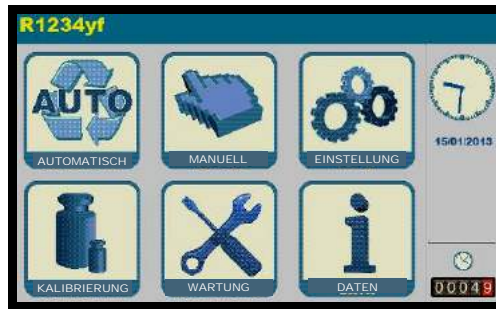 R1234yf
AUTO
AUTOMATISCH
MANUELL
EINSTELLUNG
15/01/2013
KALIBRIERUNG
WARTUNG
DATEN
00049